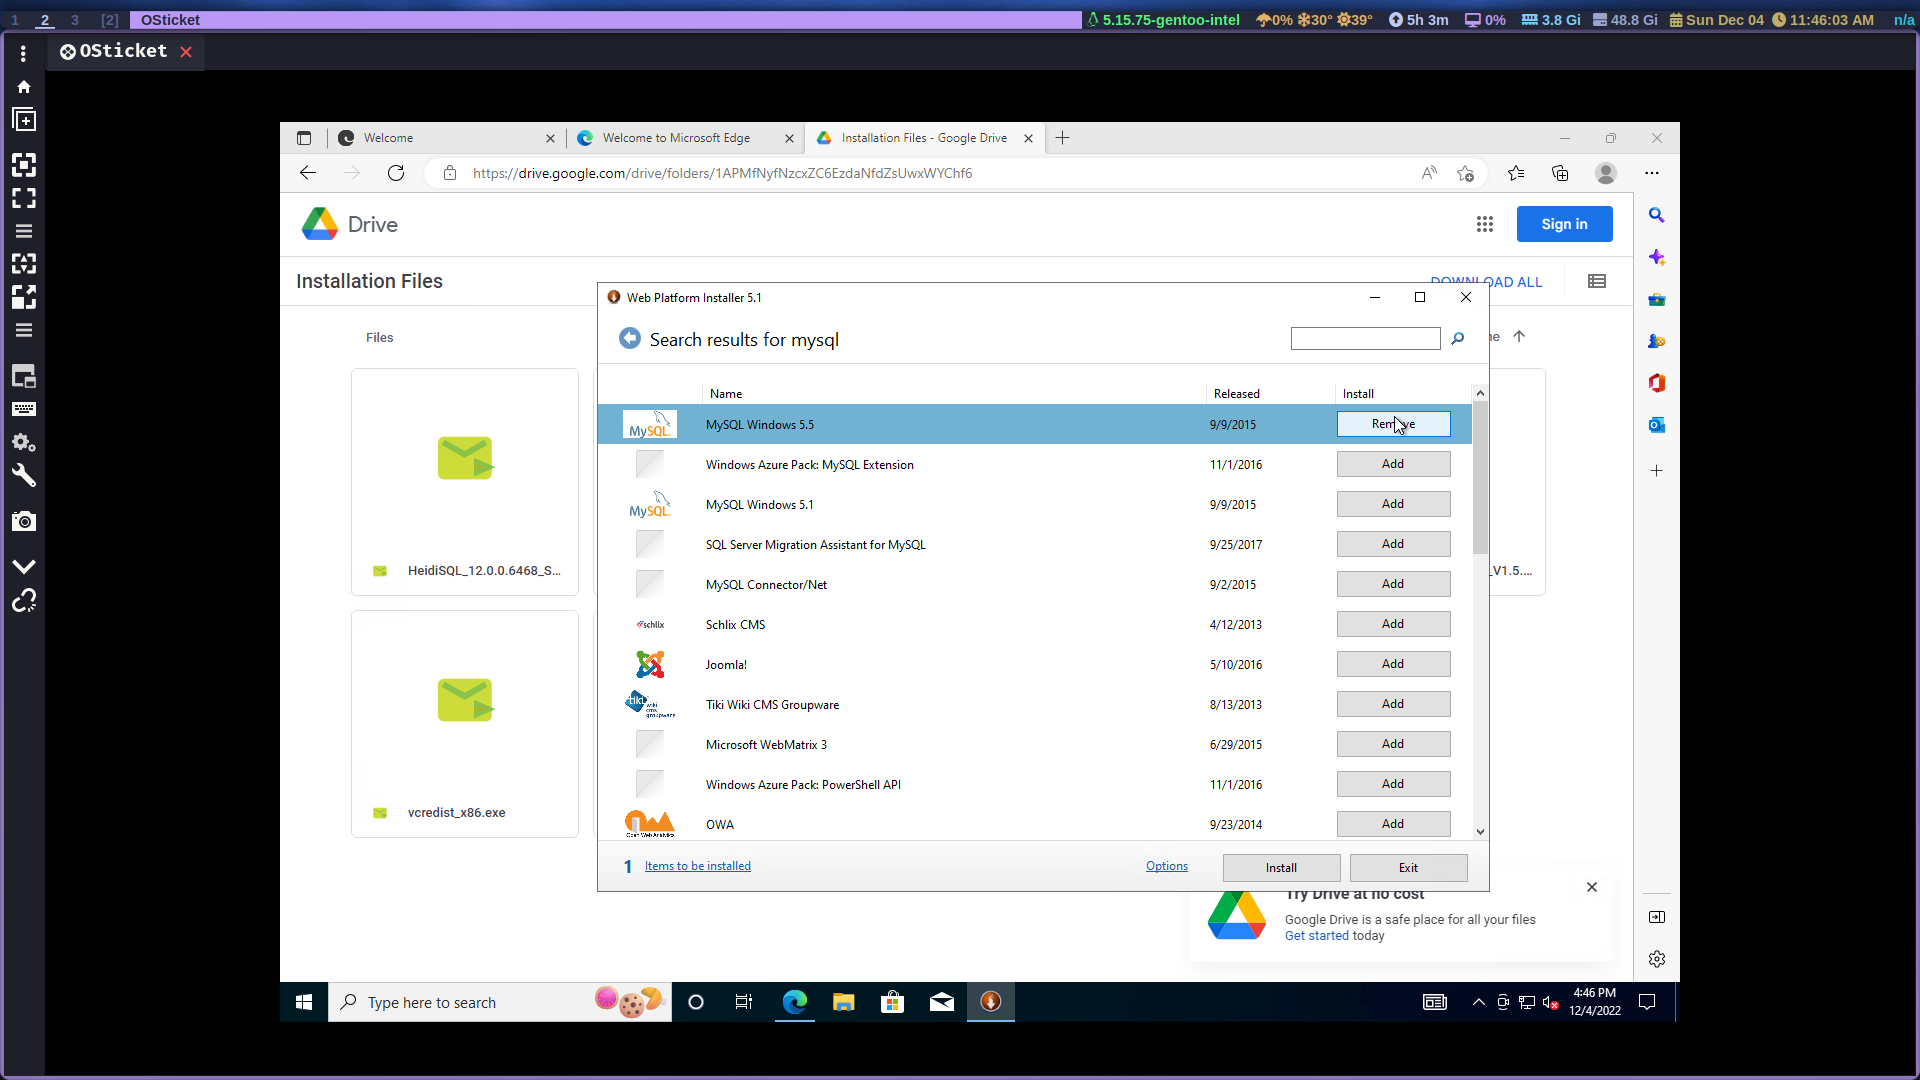 1 2 3 [2] OSticket 5.15.75-gentoo-intel 0% 30° 39° 5h 3m 0% 3.8 Gi 48.8 Gi Sun Dec 04 11:46:03 AM n/a
OSticket
Welcome Welcome to Microsoft Edge Installation Files - Google Drive
https://drive.google.com/drive/folders/1APMfNyfNzcxZC6EzdaNfdZsUwxWYChf6
Drive Sign in
Installation Files DOWNLOAD ALL
Files
HeidiSQL_12.0.0.6468_S...
_V1.5....
vcredist_x86.exe
Web Platform Installer 5.1
Search results for mysql
Name Released Install
MySQL MySQL Windows 5.5 9/9/2015 Remove
Windows Azure Pack: MySQL Extension 11/1/2016 Add
MySQL MySQL Windows 5.1 9/9/2015 Add
SQL Server Migration Assistant for MySQL 9/25/2017 Add
MySQL Connector/Net 9/2/2015 Add
schlix Schlix CMS 4/12/2013 Add
Joomla! 5/10/2016 Add
tiki wiki cms groupware Tiki Wiki CMS Groupware 8/13/2013 Add
Microsoft WebMatrix 3 6/29/2015 Add
Windows Azure Pack: PowerShell API 11/1/2016 Add
Open Web Analytics OWA 9/23/2014 Add
1 Items to be installed Options Install Exit
Try Drive at no cost
Google Drive is a safe place for all your files
Get started today
Type here to search
4:46 PM
12/4/2022